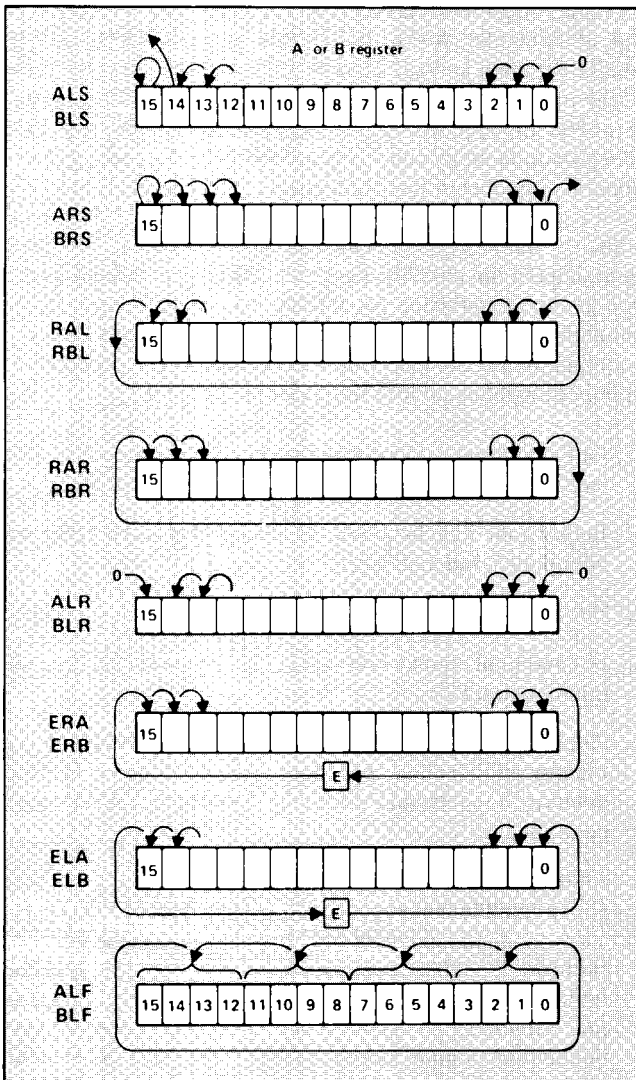 A or B register
0
ALS
BLS
15 14 13 12 11 10 9 8 7 6 5 4 3 2 1 0
ARS
BRS
15 0
RAL
RBL
15 0
RAR
RBR
15 0
0 0
ALR
BLR
15 0
ERA
ERB
15 0
E
ELA
ELB
15 0
E
ALF
BLF
15 14 13 12 11 10 9 8 7 6 5 4 3 2 1 0